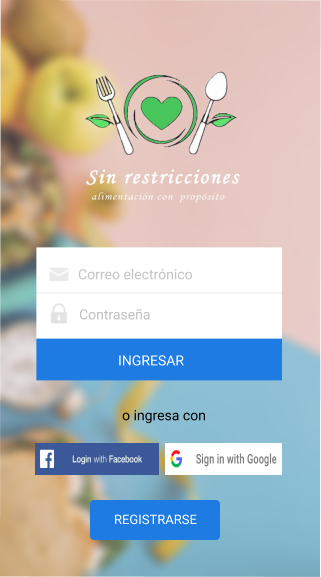 Sin restricciones
alimentación con propósito
Correo electrónico
Contraseña
INGRESAR
o ingresa con
f Login with Facebook
G Sign in with Google
REGISTRARSE